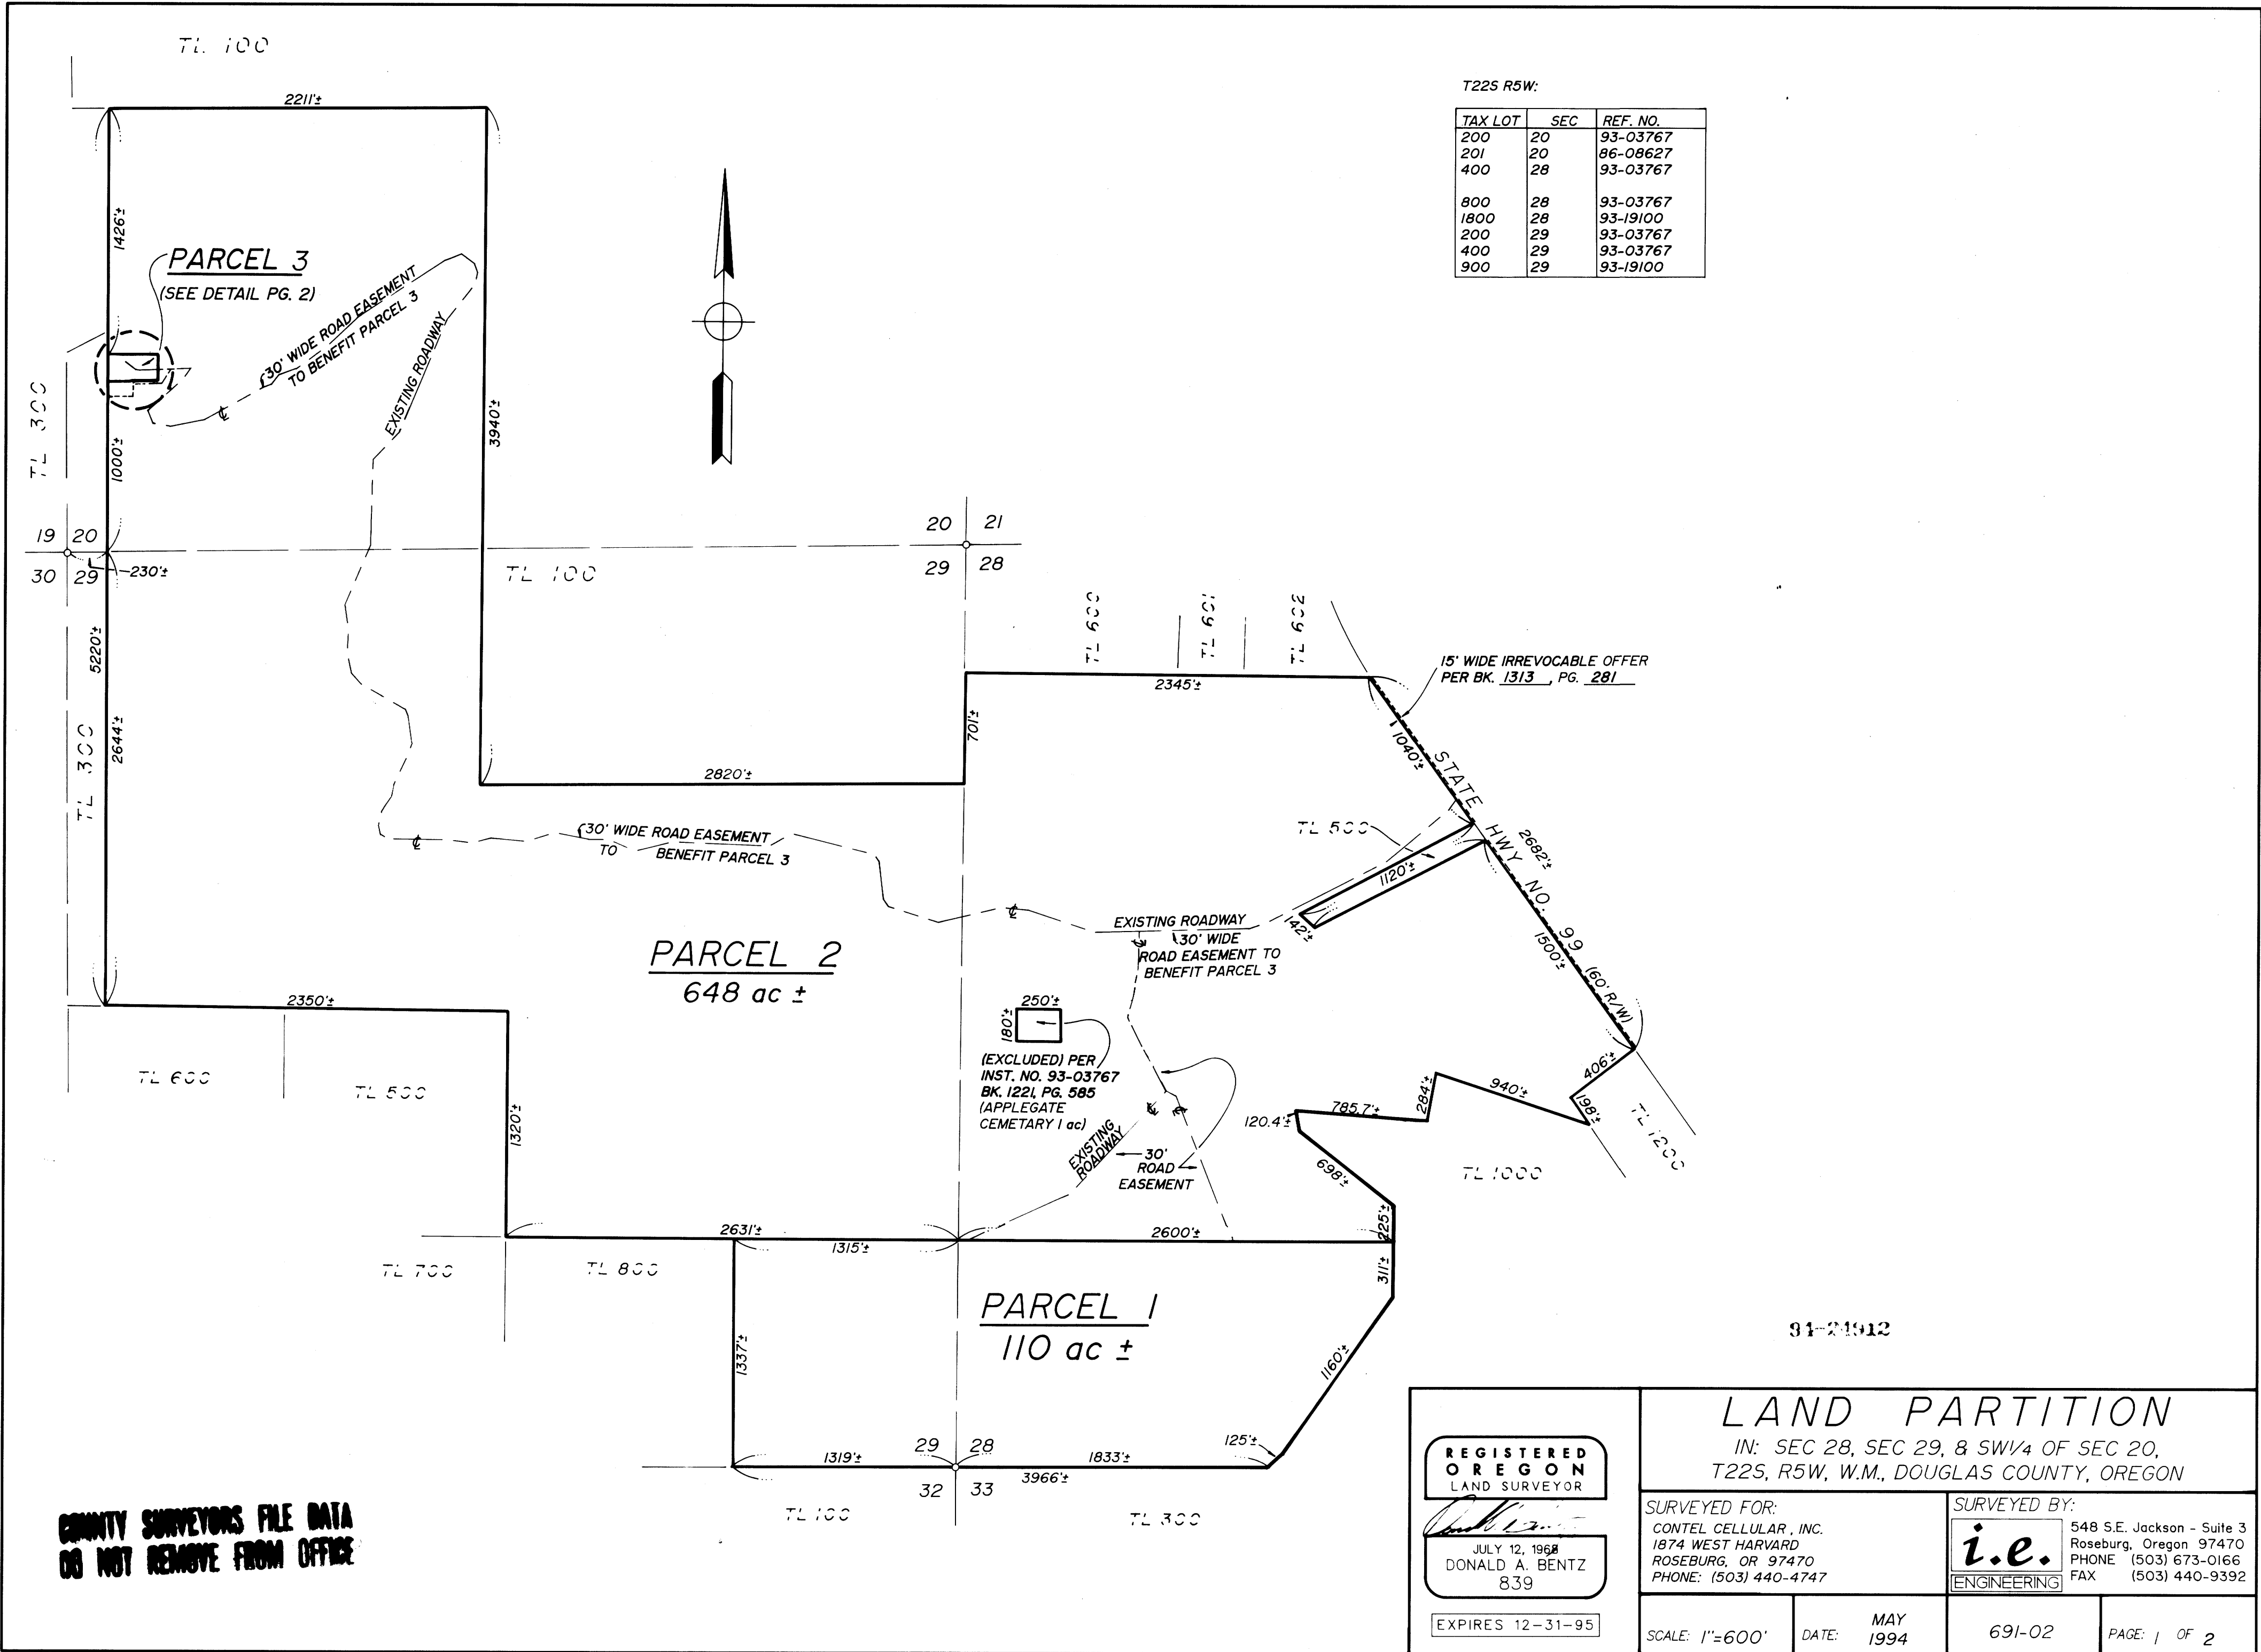 TL 100
2211'±
1426'±
PARCEL 3
(SEE DETAIL PG. 2)
30' WIDE ROAD EASEMENT
TO BENEFIT PARCEL 3
EXISTING ROADWAY
3940'±
TL 300
1000'±
19 20
30 29
230'±
TL 100
20 21
29 28
5220'±
2644'±
TL 300
T22S R5W:
TAX LOT SEC REF. NO.
200 20 93-03767
201 20 86-08627
400 28 93-03767
800 28 93-03767
1800 28 93-19100
200 29 93-03767
400 29 93-03767
900 29 93-19100
TL 600
TL 601
TL 602
2345'±
701'±
2820'±
15' WIDE IRREVOCABLE OFFER
PER BK. 1313, PG. 281
1040'±
STATE HWY NO. 99 (60' R/W)
2682'±
1500'±
TL 500
1120'±
142'±
30' WIDE ROAD EASEMENT
TO BENEFIT PARCEL 3
℄
℄
℄
EXISTING ROADWAY
℄
30' WIDE
ROAD EASEMENT TO
BENEFIT PARCEL 3
PARCEL 2
648 ac ±
2350'±
TL 600
TL 500
1320'±
250'±
180'±
(EXCLUDED) PER
INST. NO. 93-03767
BK. 1221, PG. 585
(APPLEGATE
CEMETARY 1 ac)
℄ ℄
EXISTING
ROADWAY
30'
ROAD
EASEMENT
406'±
198'±
940'±
284'±
785.7'±
120.4'±
698'±
225'±
TL 1000
TL 1200
2631'±
1315'±
2600'±
311'±
TL 700
TL 800
PARCEL 1
110 ac ±
1337'±
1160'±
125'±
1319'±
29 28
1833'±
3966'±
32 33
TL 100
TL 300
94-24912
COUNTY SURVEYORS FILE DATA
DO NOT REMOVE FROM OFFICE
REGISTERED
OREGON
LAND SURVEYOR
JULY 12, 1968
DONALD A. BENTZ
839
EXPIRES 12-31-95
LAND PARTITION
IN: SEC 28, SEC 29, & SW1/4 OF SEC 20,
T22S, R5W, W.M., DOUGLAS COUNTY, OREGON
SURVEYED FOR:
CONTEL CELLULAR, INC.
1874 WEST HARVARD
ROSEBURG, OR 97470
PHONE: (503) 440-4747
SURVEYED BY:
i.e.
ENGINEERING
548 S.E. Jackson - Suite 3
Roseburg, Oregon 97470
PHONE (503) 673-0166
FAX (503) 440-9392
SCALE: 1"=600'
DATE: MAY
1994
691-02
PAGE: 1 OF 2